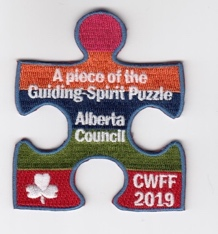 A piece of the
Guiding Spirit Puzzle
Alberta
Council
CWFF
2019